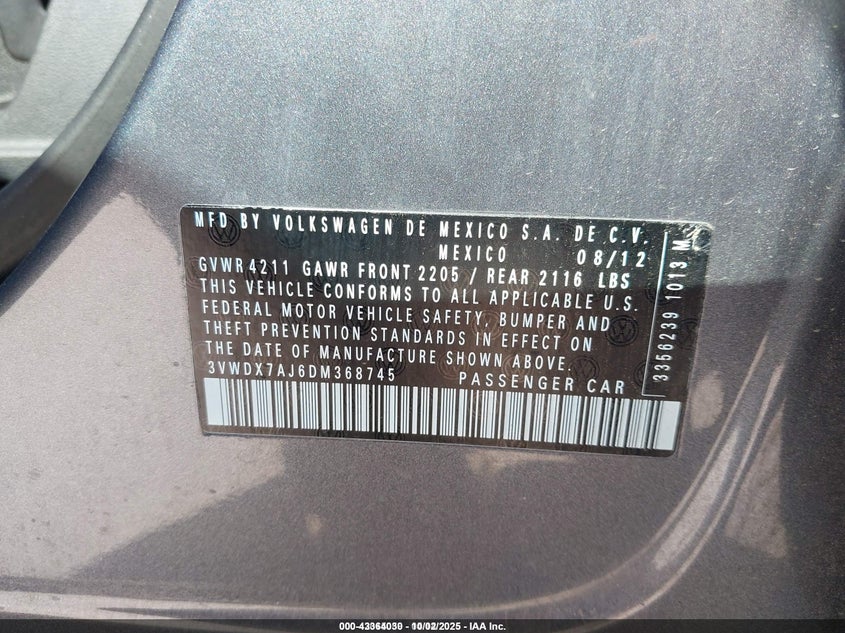 MFD BY VOLKSWAGEN DE MEXICO S.A. DE C.V.
MEXICO 08/12
GVWR4211 GAWR FRONT 2205 / REAR 2116 LBS
THIS VEHICLE CONFORMS TO ALL APPLICABLE U.S.
FEDERAL MOTOR VEHICLE SAFETY, BUMPER AND
THEFT PREVENTION STANDARDS IN EFFECT ON
THE DATE OF MANUFACTURE SHOWN ABOVE.
3VWDX7AJ6DM368745 PASSENGER CAR
3356239 1013 M
- IAA Inc.